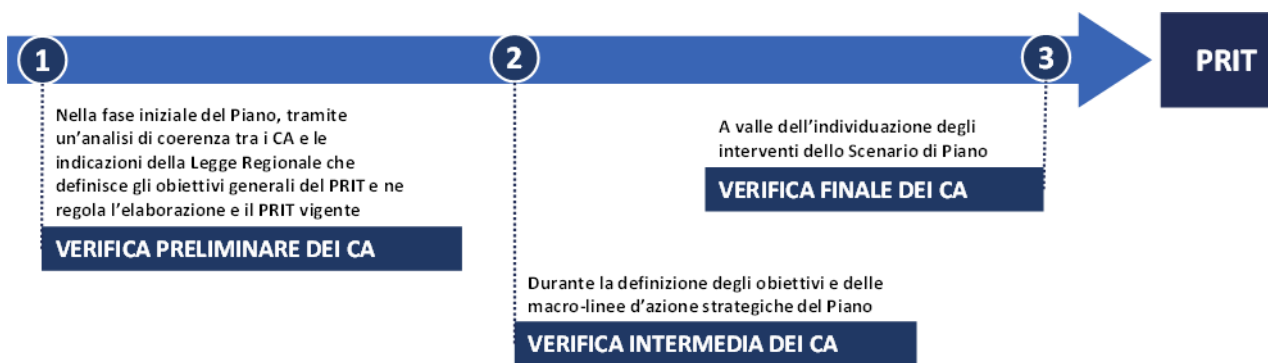 1
2
3
PRIT
Nella fase iniziale del Piano, tramite
un'analisi di coerenza tra i CA e le
indicazioni della Legge Regionale che
definisce gli obiettivi generali del PRIT e ne
regola l'elaborazione e il PRIT vigente
VERIFICA PRELIMINARE DEI CA
Durante la definizione degli obiettivi e delle
macro-linee d'azione strategiche del Piano
VERIFICA INTERMEDIA DEI CA
A valle dell'individuazione degli
interventi dello Scenario di Piano
VERIFICA FINALE DEI CA